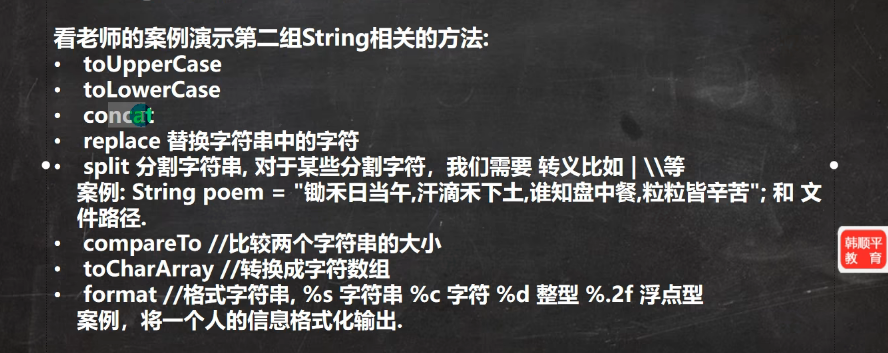 看老师的案例演示第二组String相关的方法:
• toUpperCase
• toLowerCase
• concat
• replace 替换字符串中的字符
• split 分割字符串, 对于某些分割字符，我们需要 转义比如 | \\等
案例: String poem = "锄禾日当午,汗滴禾下土,谁知盘中餐,粒粒皆辛苦"; 和 文
件路径.
• compareTo //比较两个字符串的大小
• toCharArray //转换成字符数组
• format //格式字符串, %s 字符串 %c 字符 %d 整型 %.2f 浮点型
案例，将一个人的信息格式化输出.
韩顺平
教 育